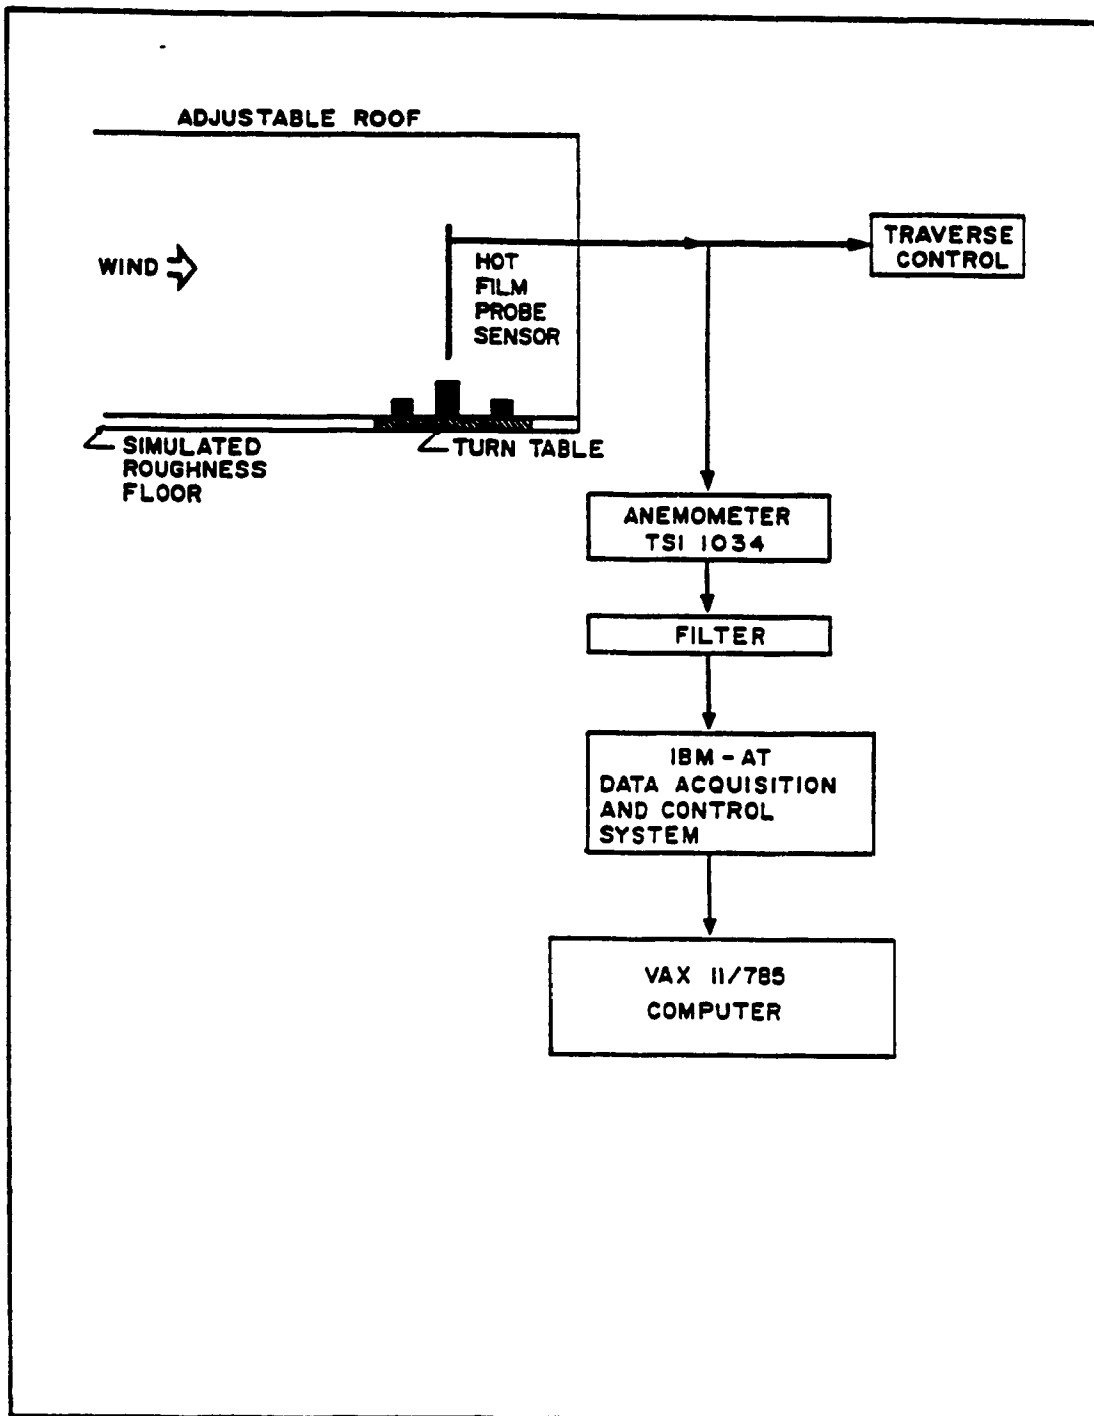 ADJUSTABLE ROOF
WIND
HOT
FILM
PROBE
SENSOR
TRAVERSE
CONTROL
SIMULATED
ROUGHNESS
FLOOR
TURN TABLE
ANEMOMETER
TSI 1034
FILTER
IBM - AT
DATA ACQUISITION
AND CONTROL
SYSTEM
VAX 11/785
COMPUTER